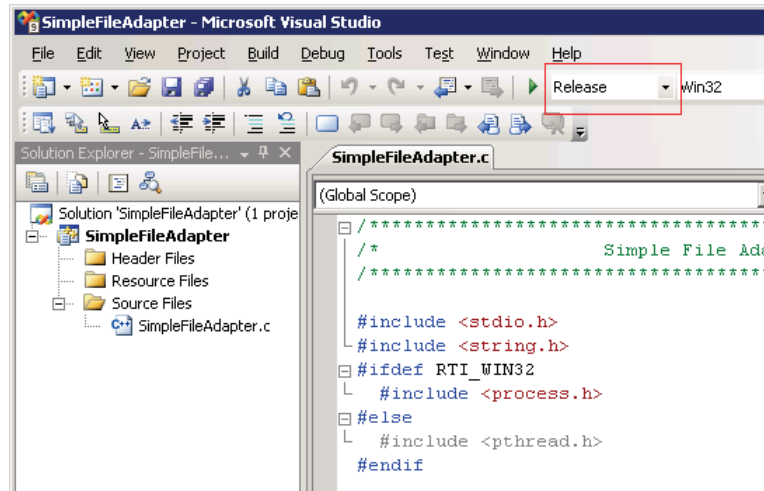 SimpleFileAdapter - Microsoft Visual Studio
File Edit View Project Build Debug Tools Test Window Help
Release Win32
Solution Explorer - SimpleFile...
SimpleFileAdapter.c
(Global Scope)
Solution 'SimpleFileAdapter' (1 proje
SimpleFileAdapter
Header Files
Resource Files
Source Files
SimpleFileAdapter.c
/*************************************
/* Simple File Ada
/*************************************
#include <stdio.h>
#include <string.h>
#ifdef RTI_WIN32
#include <process.h>
#else
#include <pthread.h>
#endif